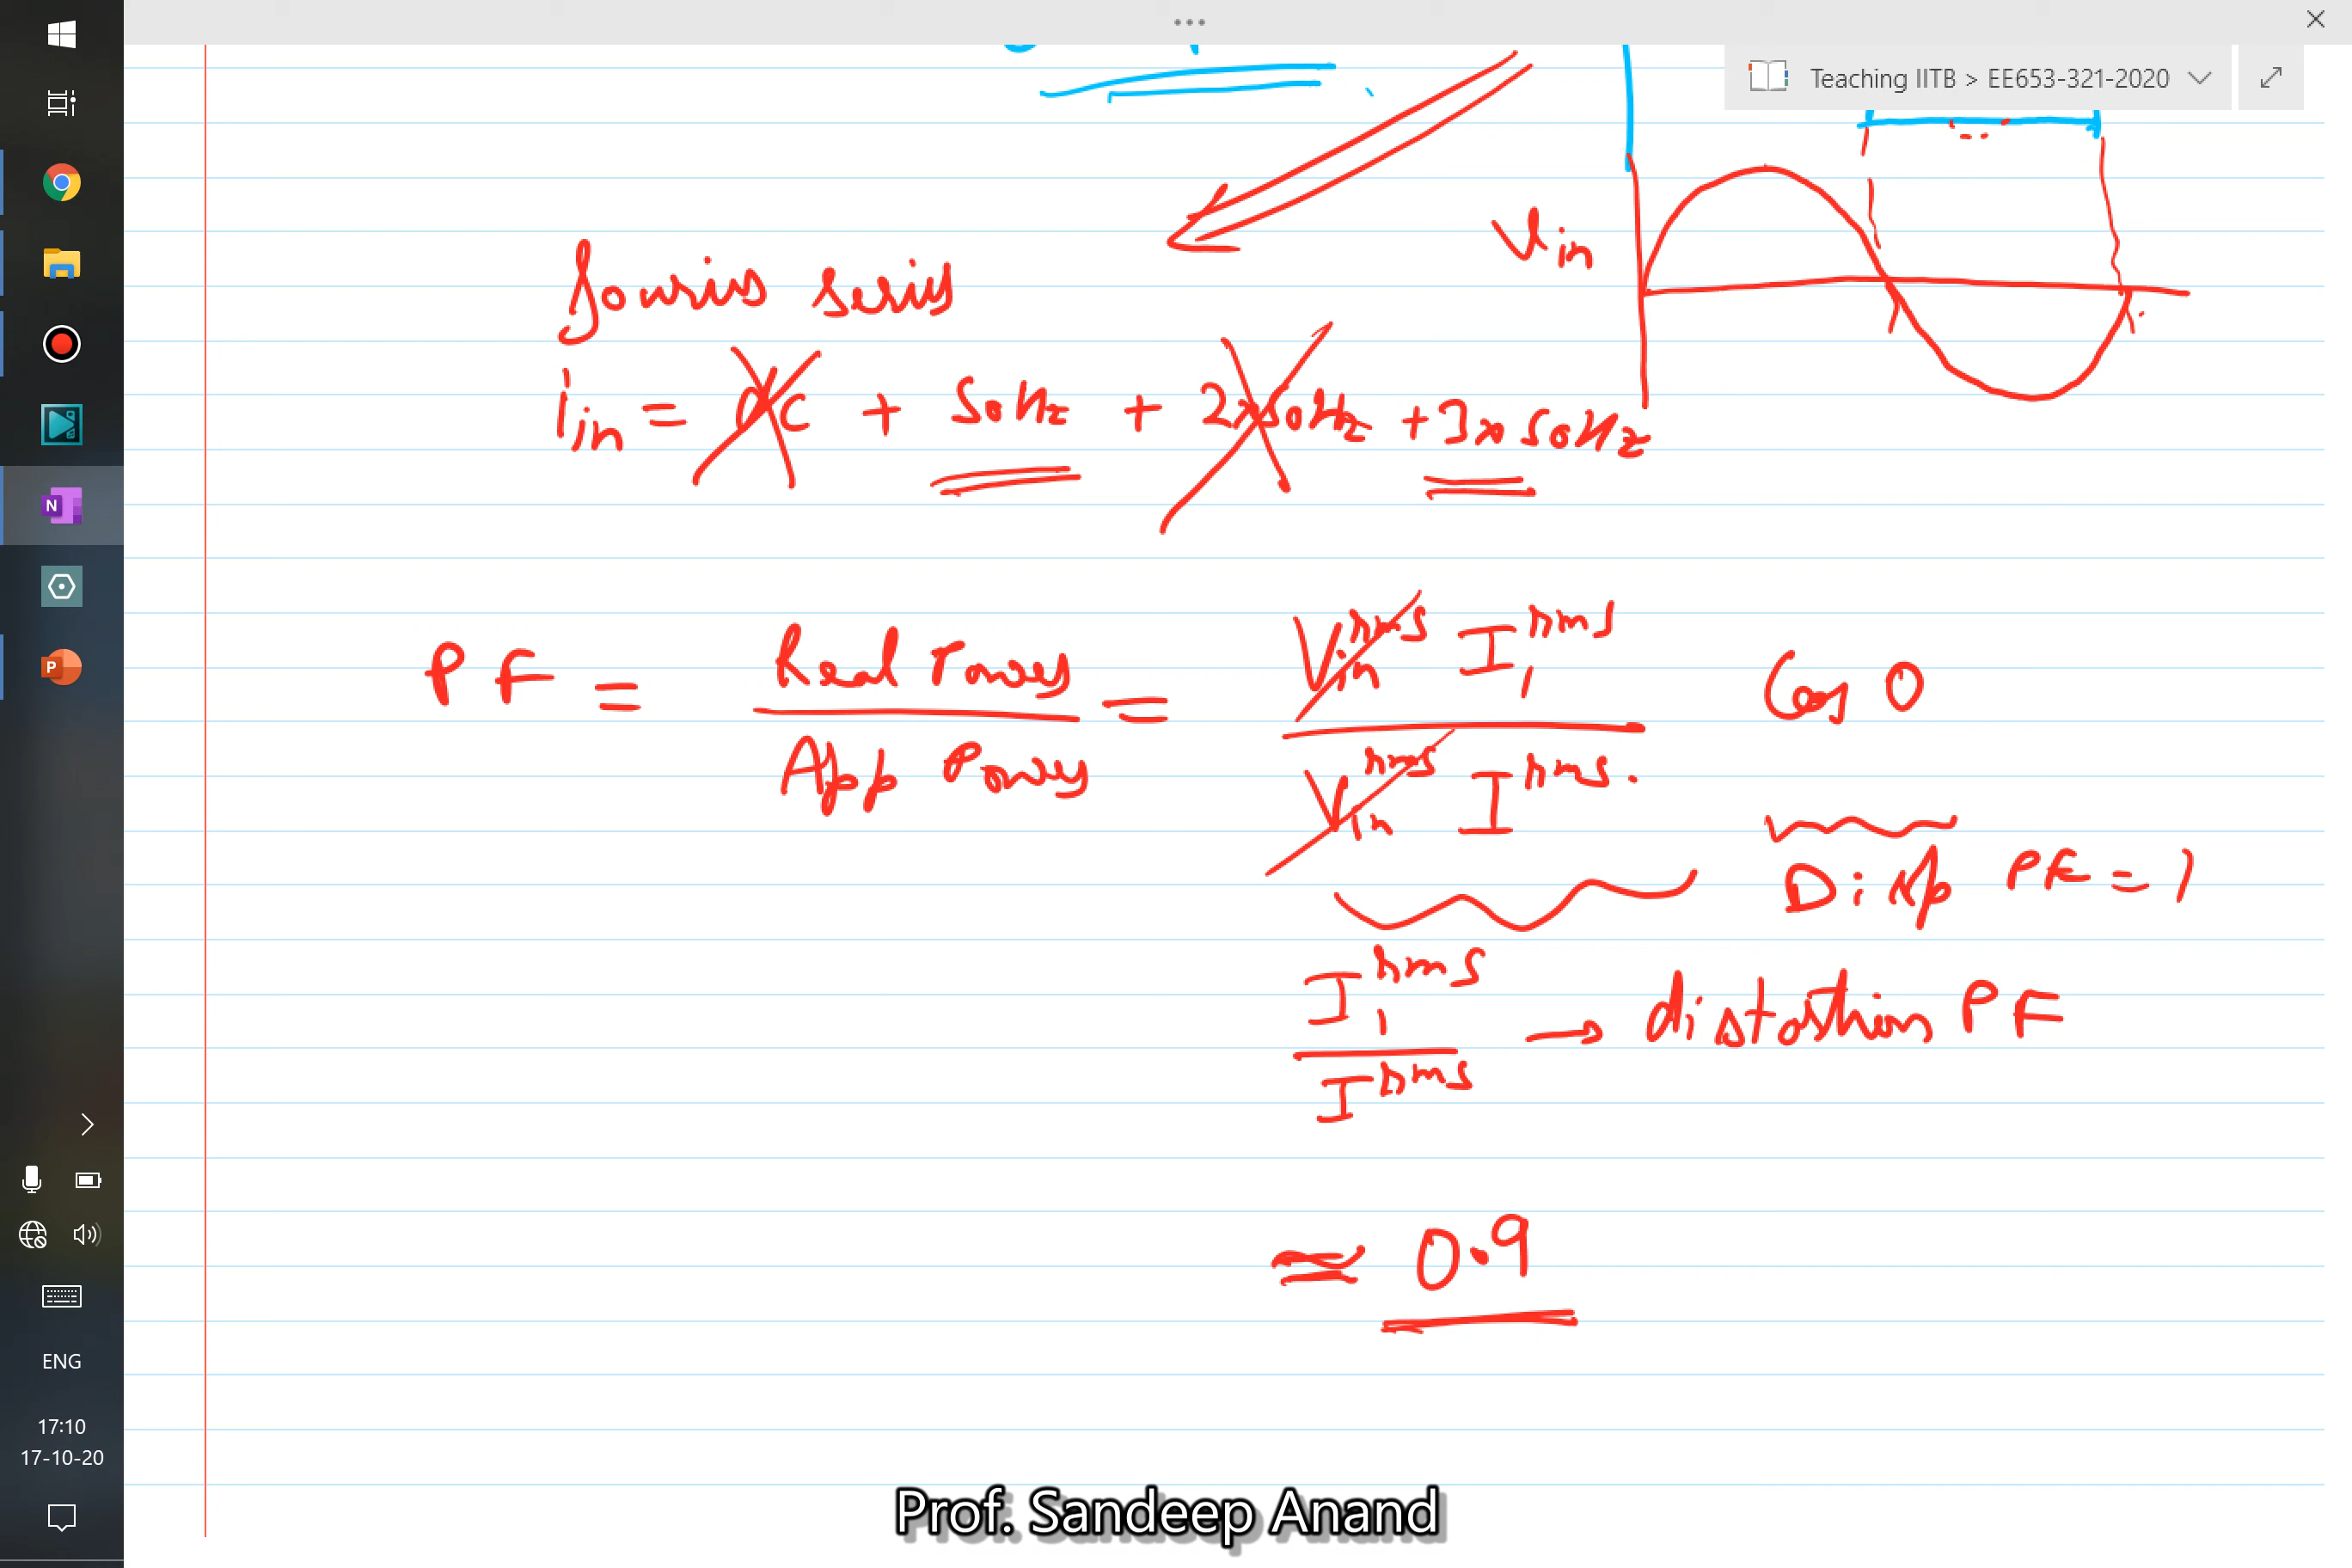 Teaching IITB > EE653-321-2020
Vin
Fourier series
iin = dc + 50Hz + 2x50Hz + 3x50Hz
PF = Real Power / App Power = Vin^rms I1^rms / Vin^rms I^rms. Cos 0
Disp PF = 1
I1^rms / I^rms → distortion PF
≈ 0.9
ENG
17:10
17-10-20
Prof. Sandeep Anand